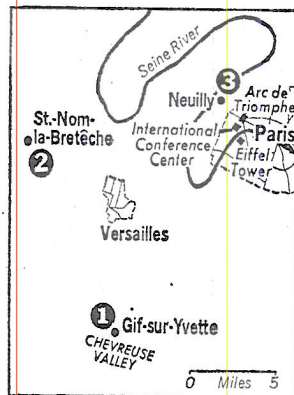 Seine River
3
Neuilly
Arc de
Triomphe
St.-Nom-
la-Bretêche
2
International
Conference
Center
Paris
Eiffel
Tower
Versailles
1
Gif-sur-Yvette
CHEVREUSE
VALLEY
0 Miles 5